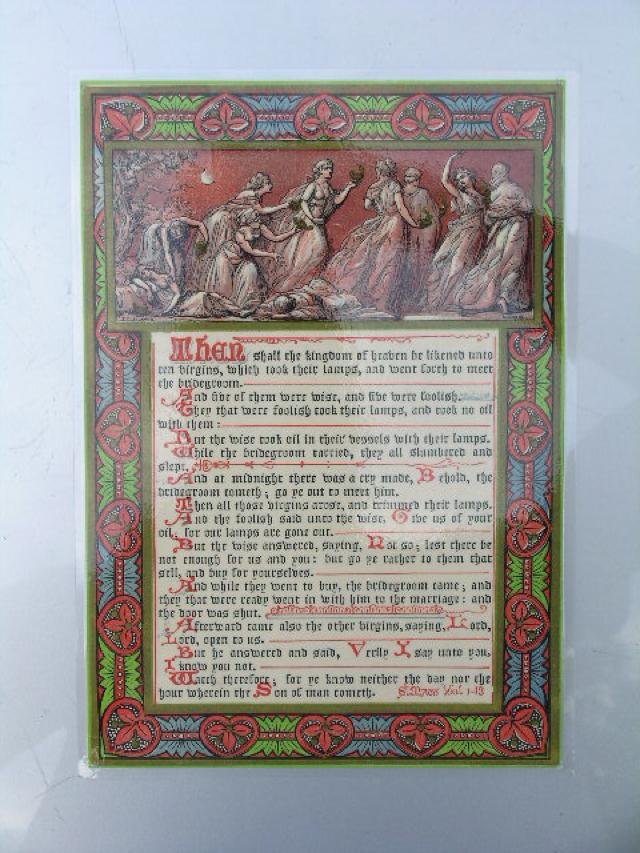 Then shall the kingdom of heaven be likened unto
ten virgins, which took their lamps, and went forth to meet
the bridegroom.
And five of them were wise, and five were foolish.
They that were foolish took their lamps, and took no oil
with them:
But the wise took oil in their vessels with their lamps.
While the bridegroom tarried, they all slumbered and
slept.
And at midnight there was a cry made, Behold, the
bridegroom cometh; go ye out to meet him.
Then all those virgins arose, and trimmed their lamps.
And the foolish said unto the wise, Give us of your
oil, for our lamps are gone out.
But the wise answered, saying, Not so; lest there be
not enough for us and you: but go ye rather to them that
sell, and buy for yourselves.
And while they went to buy, the bridegroom came; and
they that were ready went in with him to the marriage: and
the door was shut.
Afterward came also the other virgins, saying, Lord,
Lord, open to us.
But he answered and said, Verily I say unto you,
I know you not.
Watch therefore; for ye know neither the day nor the
hour wherein the Son of man cometh. 1-13